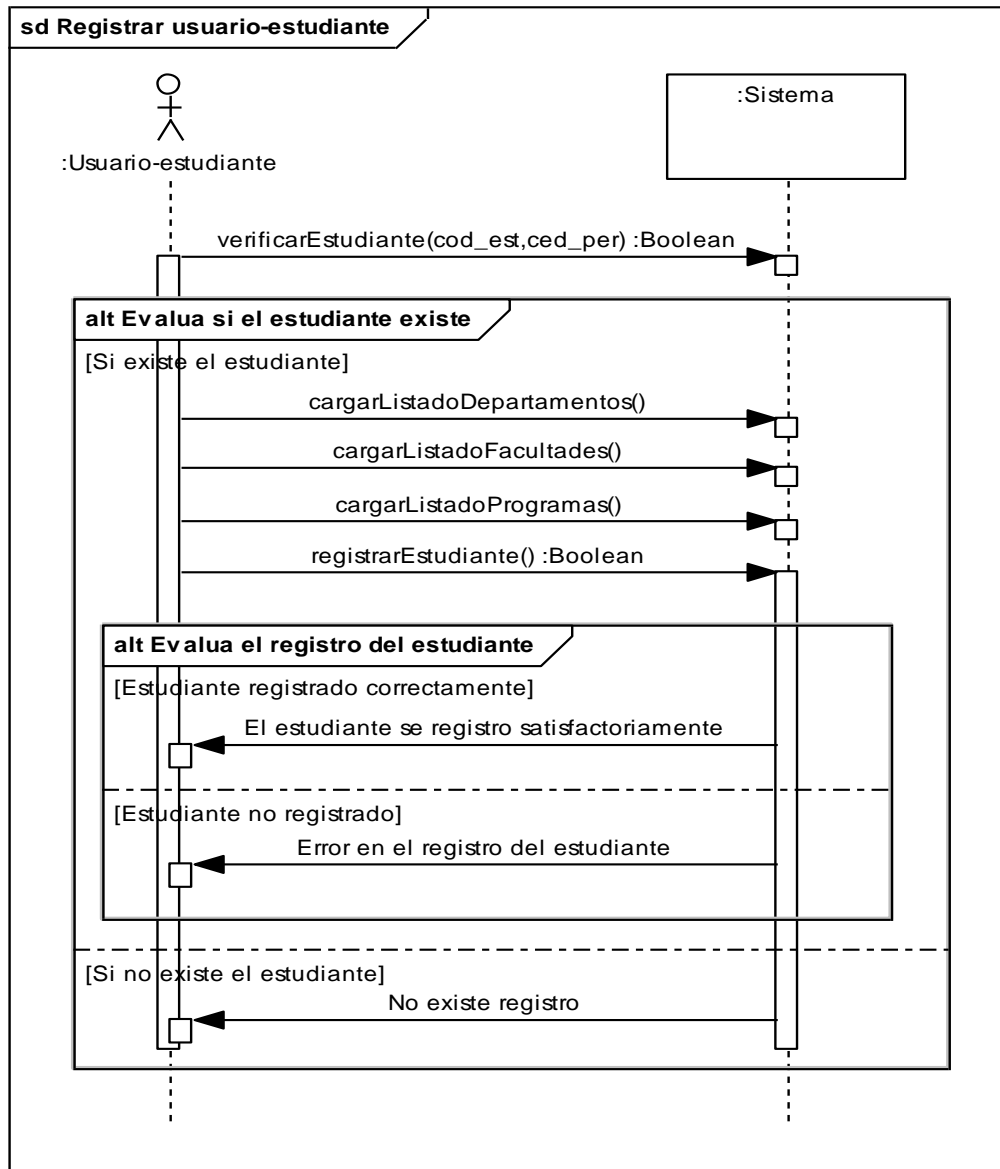 sd Registrar usuario-estudiante
:Sistema
:Usuario-estudiante
verificarEstudiante(cod_est,ced_per) :Boolean
alt Evalua si el estudiante existe
[Si existe el estudiante]
cargarListadoDepartamentos()
cargarListadoFacultades()
cargarListadoProgramas()
registrarEstudiante() :Boolean
alt Evalua el registro del estudiante
[Estudiante registrado correctamente]
El estudiante se registro satisfactoriamente
[Estudiante no registrado]
Error en el registro del estudiante
[Si no existe el estudiante]
No existe registro